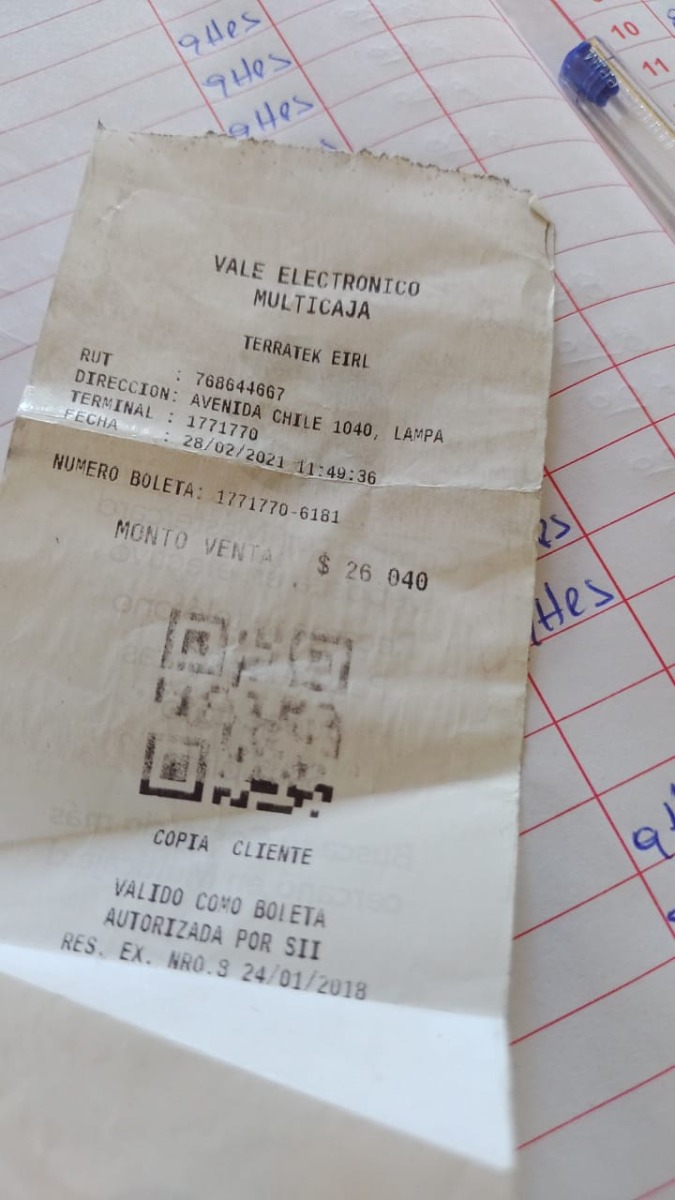 9Hes
9Hes
9Hes
10
11
VALE ELECTRONICO
MULTICAJA
TERRATEK EIRL
RUT : 768644667
DIRECCION: AVENIDA CHILE 1040, LAMPA
TERMINAL : 1771770
FECHA : 28/02/2021 11:49:36
NUMERO BOLETA: 1771770-6181
MONTO VENTA $ 26 040
COPIA CLIENTE
VALIDO COMO BOLETA
AUTORIZADA POR SII
RES. EX. NRO.9 24/01/2018